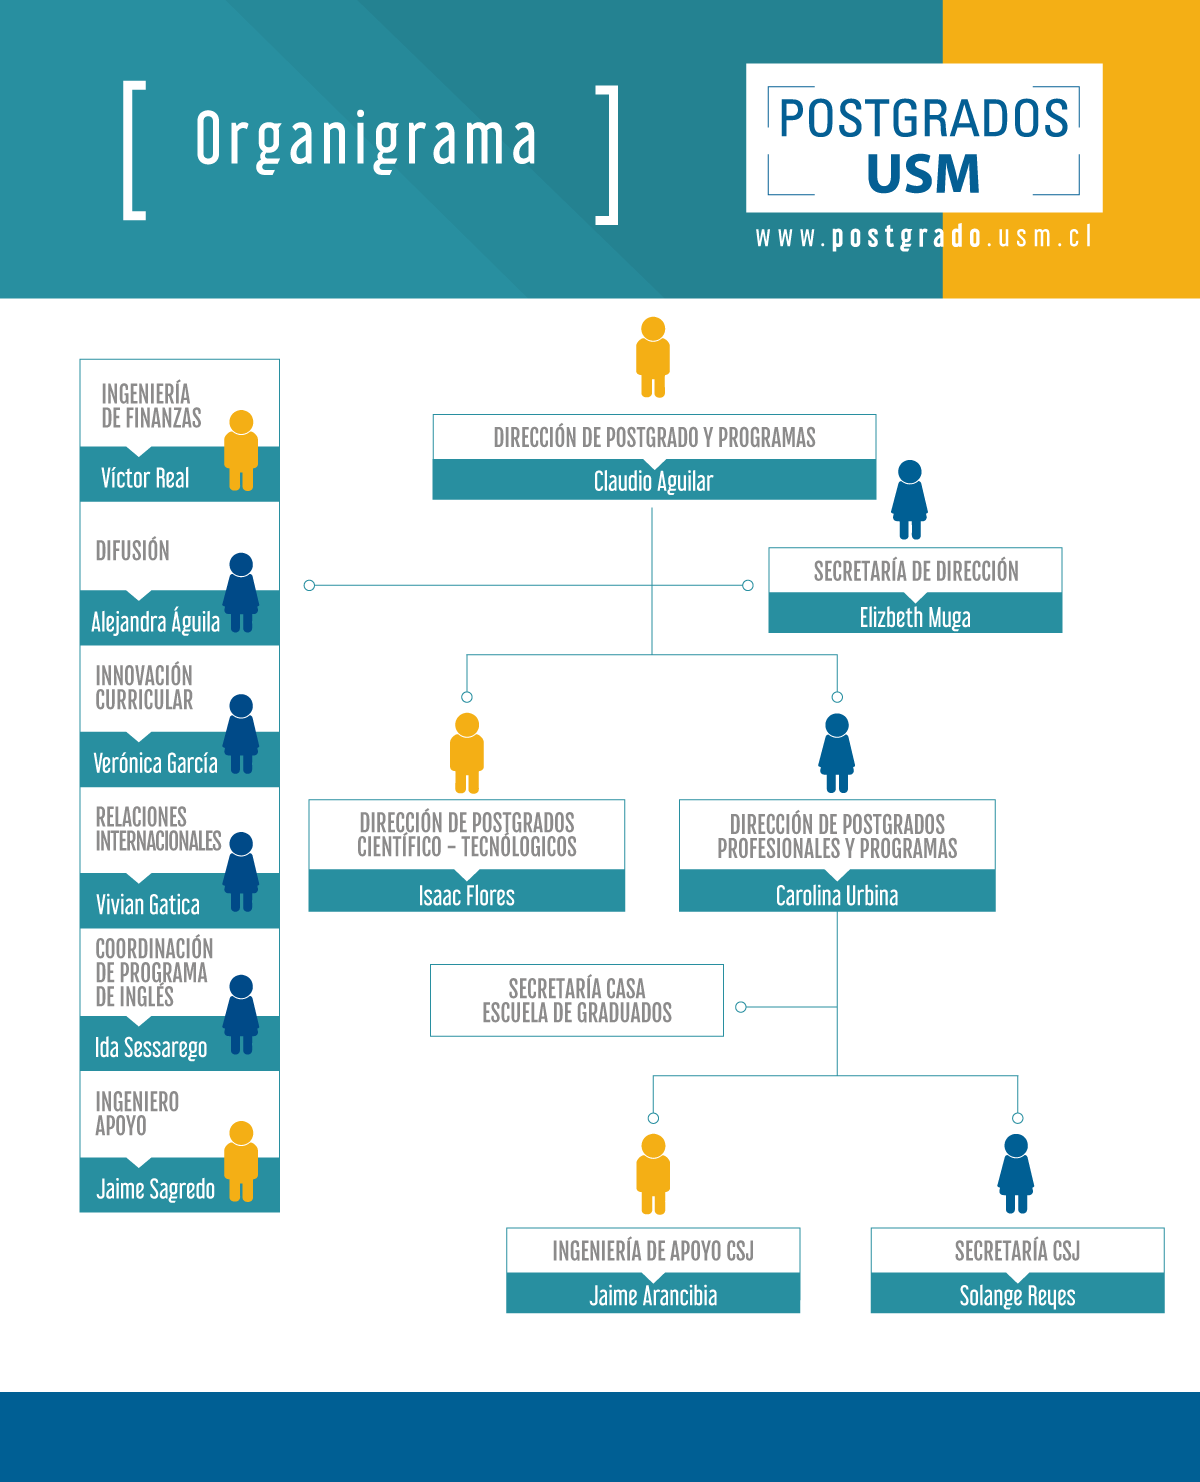 Organigrama
POSTGRADOS
USM
www.postgrado.usm.cl
INGENIERÍA
DE FINANZAS
Víctor Real
DIFUSIÓN
Alejandra Águila
INNOVACIÓN
CURRICULAR
Verónica García
RELACIONES
INTERNACIONALES
Vivian Gatica
COORDINACIÓN
DE PROGRAMA
DE INGLÉS
Ida Sessarego
INGENIERO
APOYO
Jaime Sagredo
DIRECCIÓN DE POSTGRADO Y PROGRAMAS
Claudio Aguilar
SECRETARÍA DE DIRECCIÓN
Elizbeth Muga
DIRECCIÓN DE POSTGRADOS
CIENTÍFICO - TECNÓLOGICOS
Isaac Flores
DIRECCIÓN DE POSTGRADOS
PROFESIONALES Y PROGRAMAS
Carolina Urbina
SECRETARÍA CASA
ESCUELA DE GRADUADOS
INGENIERÍA DE APOYO CSJ
Jaime Arancibia
SECRETARÍA CSJ
Solange Reyes